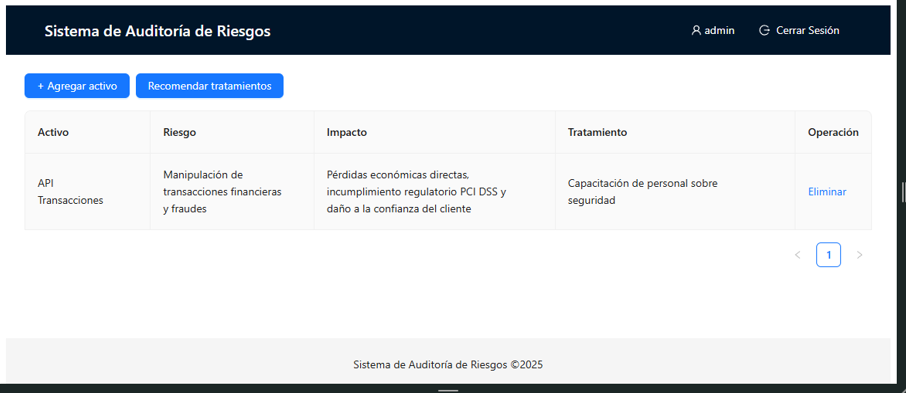 Sistema de Auditoría de Riesgos
admin
Cerrar Sesión
+ Agregar activo
Recomendar tratamientos
Activo
Riesgo
Impacto
Tratamiento
Operación
API
Transacciones
Manipulación de
transacciones financieras
y fraudes
Pérdidas económicas directas,
incumplimiento regulatorio PCI DSS y
daño a la confianza del cliente
Capacitación de personal sobre
seguridad
Eliminar
1
Sistema de Auditoría de Riesgos ©2025